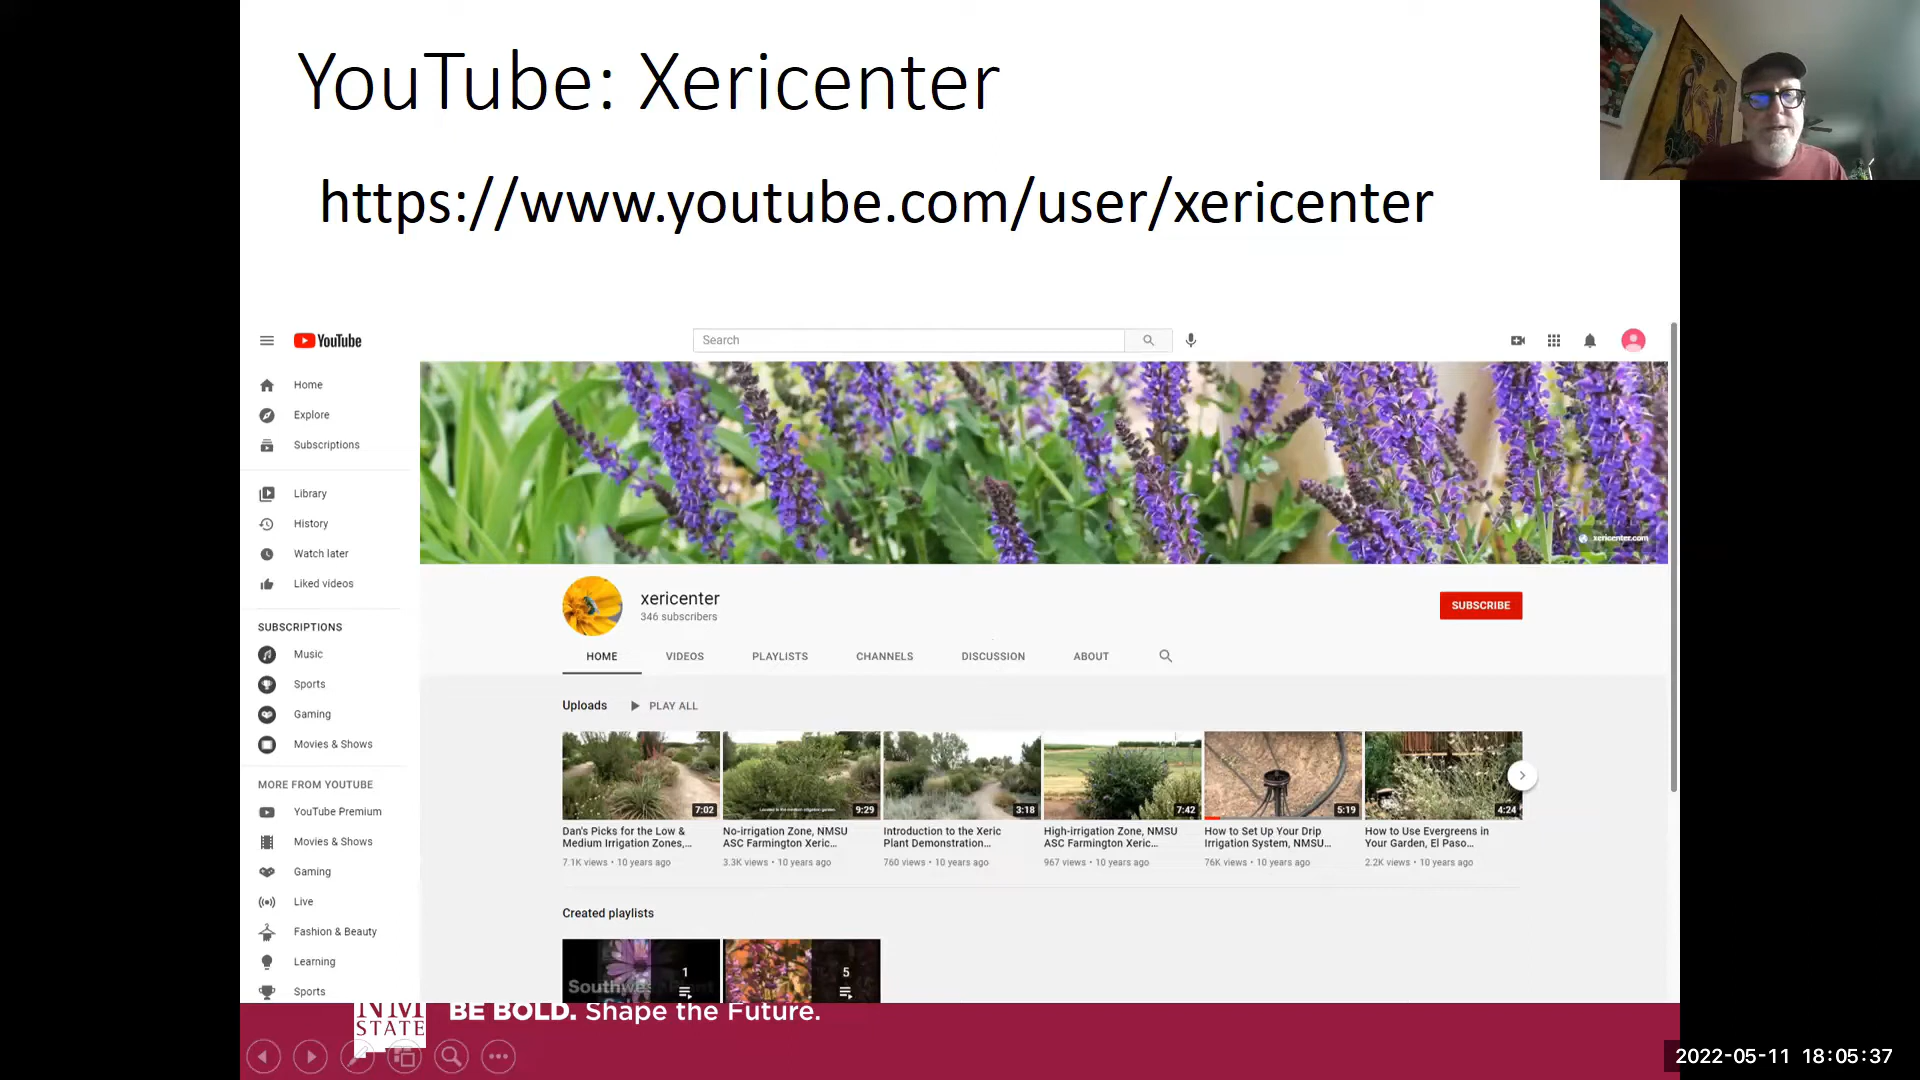 YouTube: Xericenter
https://www.youtube.com/user/xericenter
YouTube
Search
Home
Explore
Subscriptions
Library
History
Watch later
Liked videos
SUBSCRIPTIONS
Music
Sports
Gaming
Movies & Shows
MORE FROM YOUTUBE
YouTube Premium
Movies & Shows
Gaming
Live
Fashion & Beauty
Learning
Sports
xericenter.com
xericenter
346 subscribers
SUBSCRIBE
HOME VIDEOS PLAYLISTS CHANNELS DISCUSSION ABOUT
Uploads PLAY ALL
7:02 9:29 3:18 7:42 5:19 4:24
Dan's Picks for the Low &
Medium Irrigation Zones,...
7.1K views • 10 years ago
No-irrigation Zone, NMSU
ASC Farmington Xeric...
3.3K views • 10 years ago
Introduction to the Xeric
Plant Demonstration...
760 views • 10 years ago
High-irrigation Zone, NMSU
ASC Farmington Xeric...
967 views • 10 years ago
How to Set Up Your Drip
Irrigation System, NMSU...
76K views • 10 years ago
How to Use Evergreens in
Your Garden, El Paso...
2.2K views • 10 years ago
Created playlists
1
5
NM
STATE
BE BOLD. Shape the Future.
2022-05-11 18:05:37